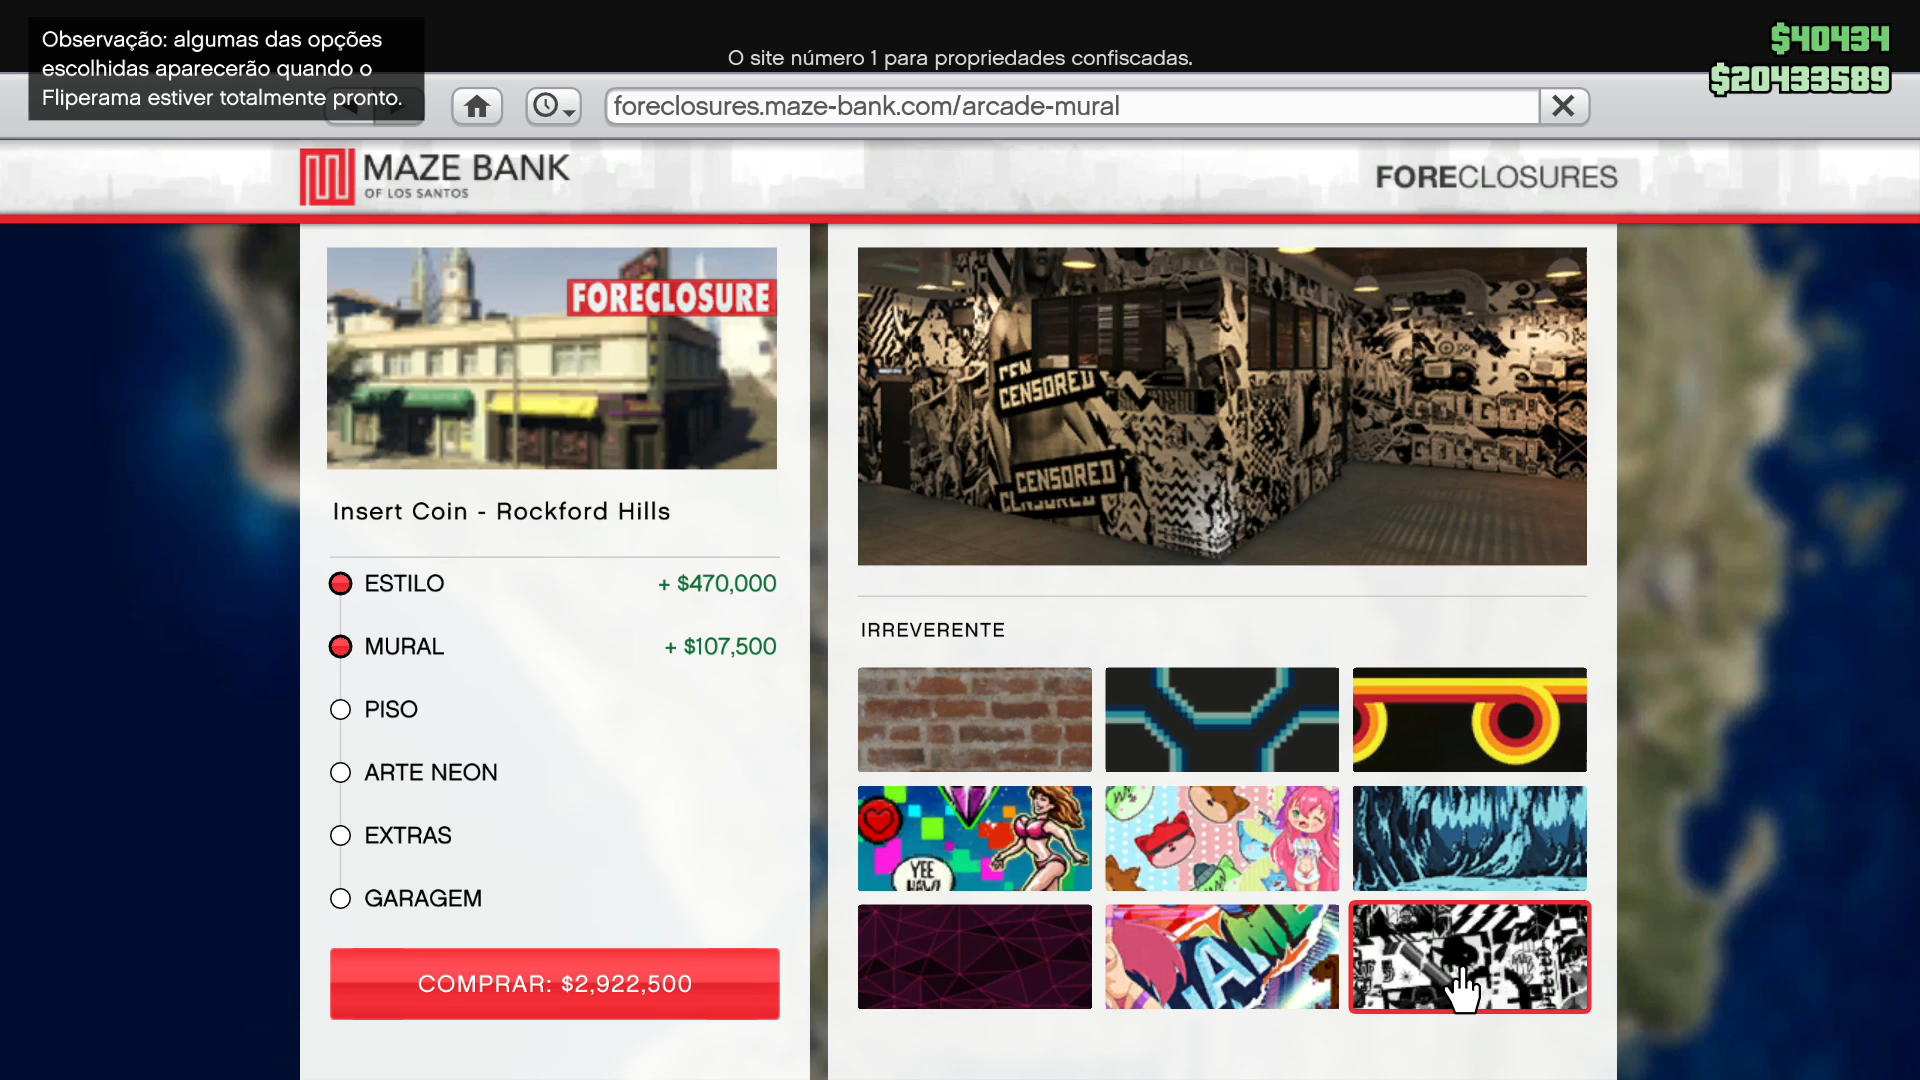 Observação: algumas das opções
escolhidas aparecerão quando o
Fliperama estiver totalmente pronto.
O site número 1 para propriedades confiscadas.
$40434
$20433589
foreclosures.maze-bank.com/arcade-mural
MAZE BANK
OF LOS SANTOS
FORECLOSURES
FORECLOSURE
CENSORED
CENSORED
Insert Coin - Rockford Hills
ESTILO + $470,000
MURAL + $107,500
PISO
ARTE NEON
EXTRAS
GARAGEM
COMPRAR: $2,922,500
IRREVERENTE
YEE
HAW!